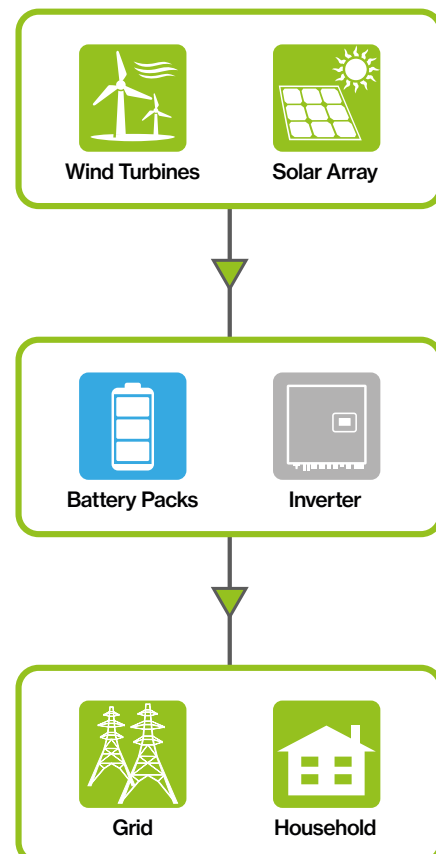 Wind Turbines
Solar Array
Battery Packs
Inverter
Grid
Household